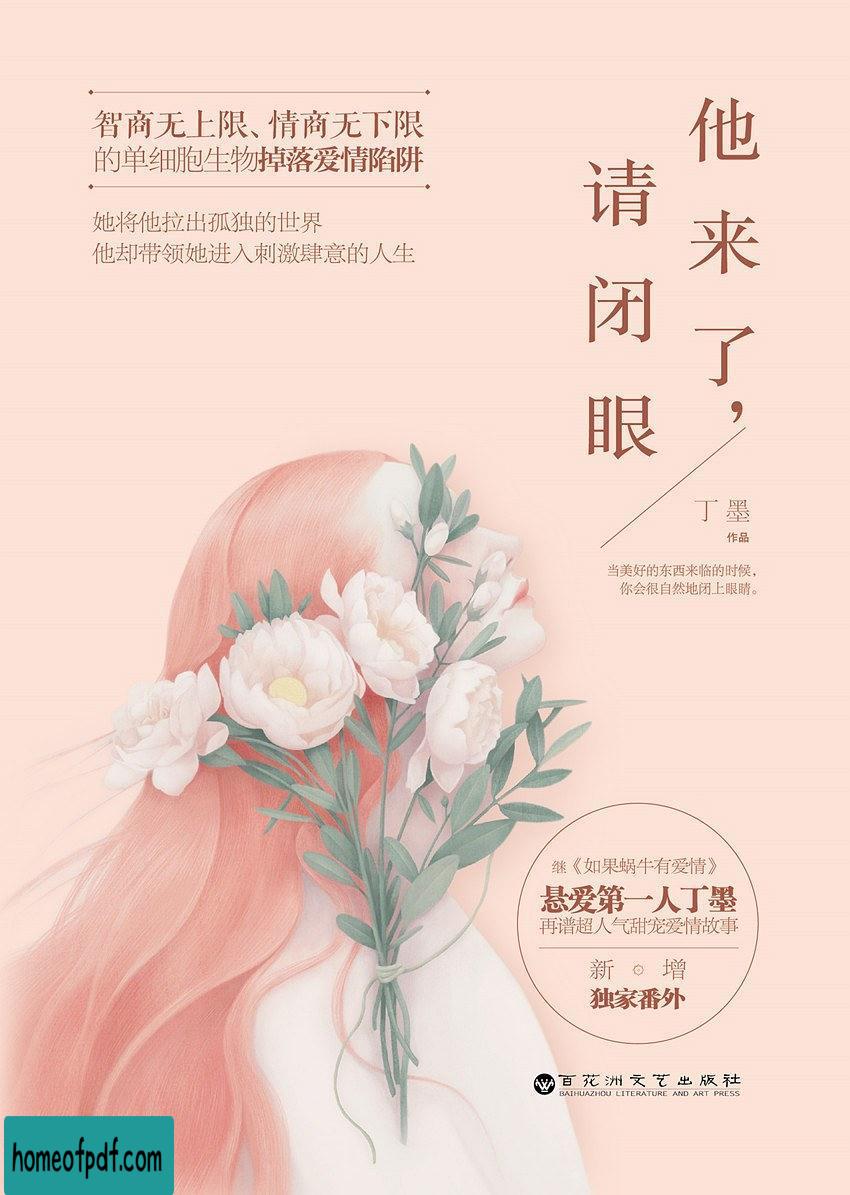 他来了，
请闭眼
丁墨
作品
当美好的东西来临的时候，
你会很自然地闭上眼睛。
智商无上限、情商无下限
的单细胞生物掉落爱情陷阱
她将他拉出孤独的世界
他却带领她进入刺激肆意的人生
继《如果蜗牛有爱情》
悬爱第一人丁墨
再谱超人气甜宠爱情故事
新增
独家番外
百花洲文艺出版社
BAIHUAZHOU LITERATURE AND ART PRESS
homeofpdf.com